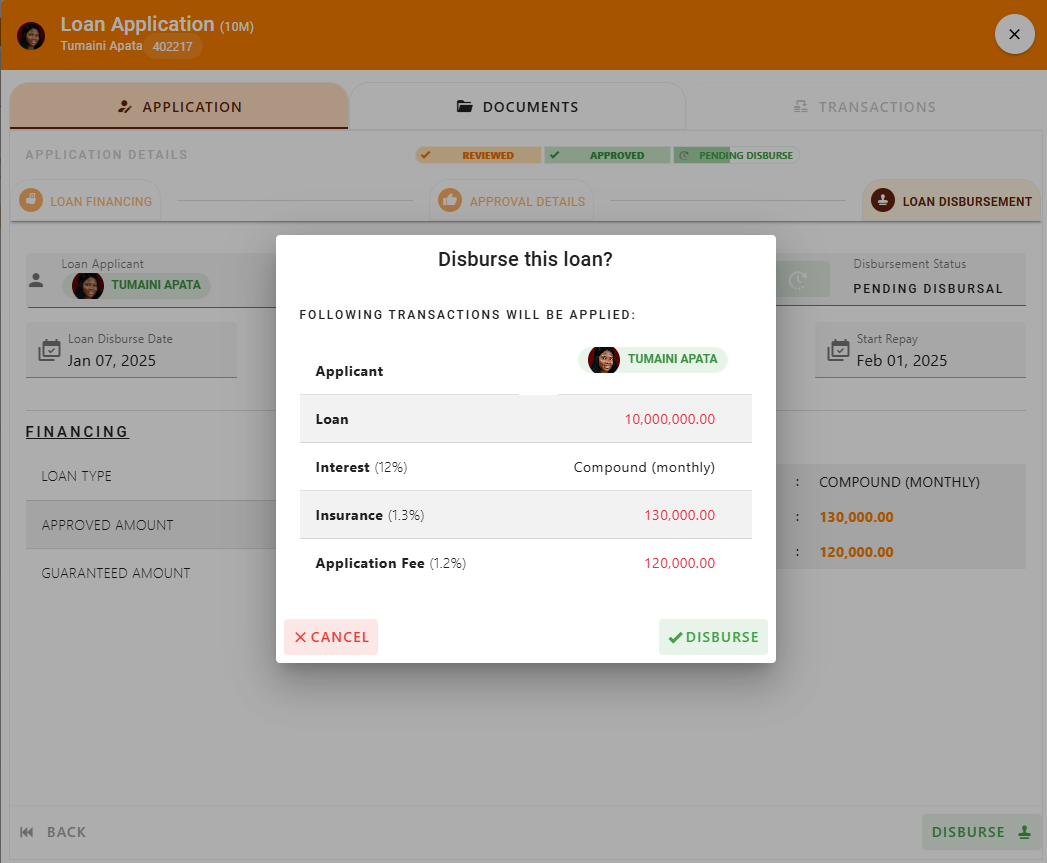 Loan Application (10M)
Tumaini Apata 402217
APPLICATION
DOCUMENTS
TRANSACTIONS
APPLICATION DETAILS
REVIEWED
APPROVED
PENDING DISBURSE
LOAN FINANCING
APPROVAL DETAILS
LOAN DISBURSEMENT
Loan Applicant
TUMAINI APATA
Disbursement Status
PENDING DISBURSAL
Loan Disburse Date
Jan 07, 2025
Start Repay
Feb 01, 2025
FINANCING
LOAN TYPE
APPROVED AMOUNT
GUARANTEED AMOUNT
: COMPOUND (MONTHLY)
: 130,000.00
: 120,000.00
Disburse this loan?
FOLLOWING TRANSACTIONS WILL BE APPLIED:
Applicant TUMAINI APATA
Loan 10,000,000.00
Interest (12%) Compound (monthly)
Insurance (1.3%) 130,000.00
Application Fee (1.2%) 120,000.00
CANCEL
DISBURSE
BACK
DISBURSE